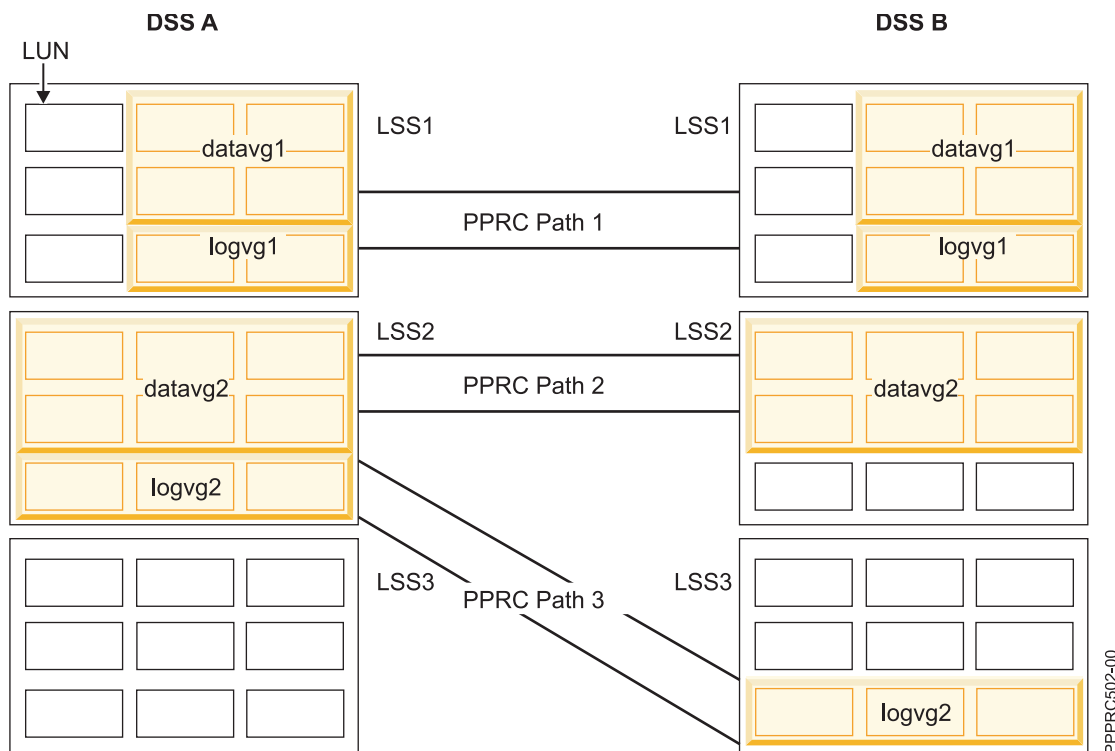 DSS A
DSS B
LUN
LSS1
LSS1
datavg1
datavg1
PPRC Path 1
logvg1
logvg1
LSS2
LSS2
datavg2
PPRC Path 2
datavg2
logvg2
LSS3
PPRC Path 3
LSS3
logvg2
PPPRC502-00